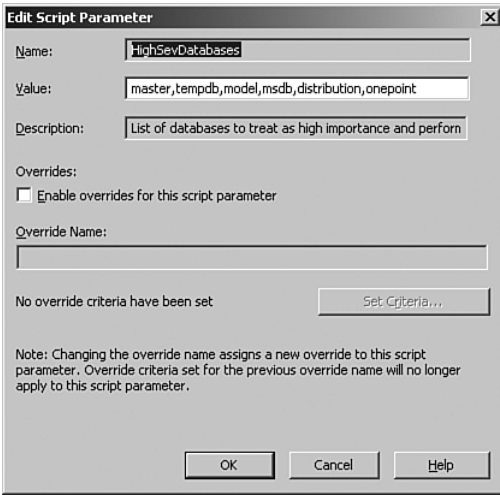 Edit Script Parameter
Name: HighSevDatabases
Value: master,tempdb,model,msdb,distribution,onepoint
Description: List of databases to treat as high importance and perforn
Overrides:
Enable overrides for this script parameter
Override Name:
No override criteria have been set Set Criteria...
Note: Changing the override name assigns a new override to this script
parameter. Override criteria set for the previous override name will no longer
apply to this script parameter.
OK Cancel Help